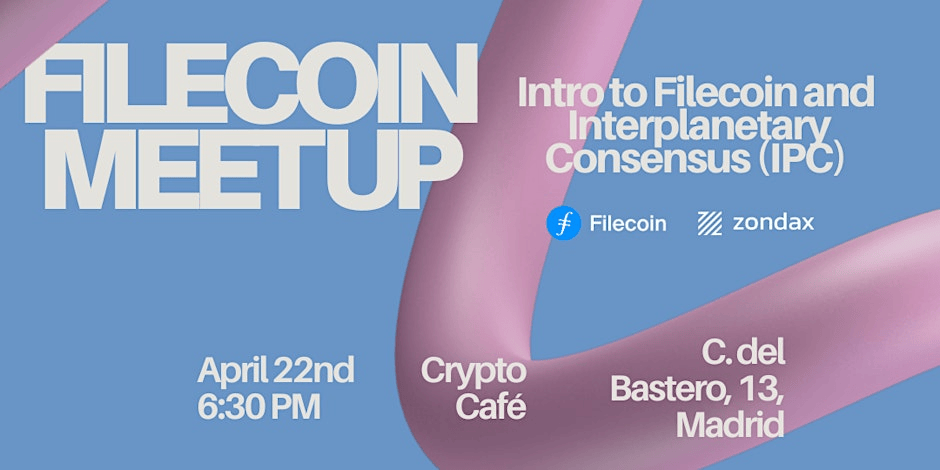 FILECOIN
MEETUP
Intro to Filecoin and
Interplanetary
Consensus (IPC)
Filecoin
zondax
April 22nd
6:30 PM
Crypto
Café
C. del
Bastero, 13,
Madrid